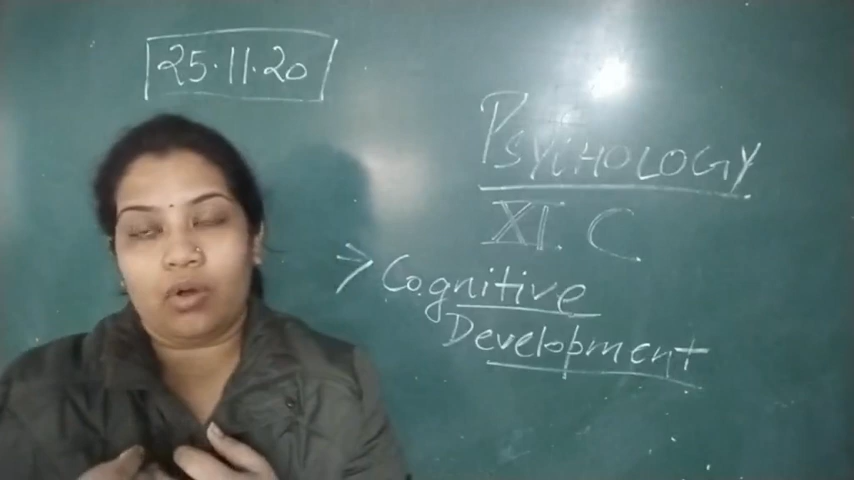 25.11.20
PSYCHOLOGY
XI. C
> Cognitive
Development